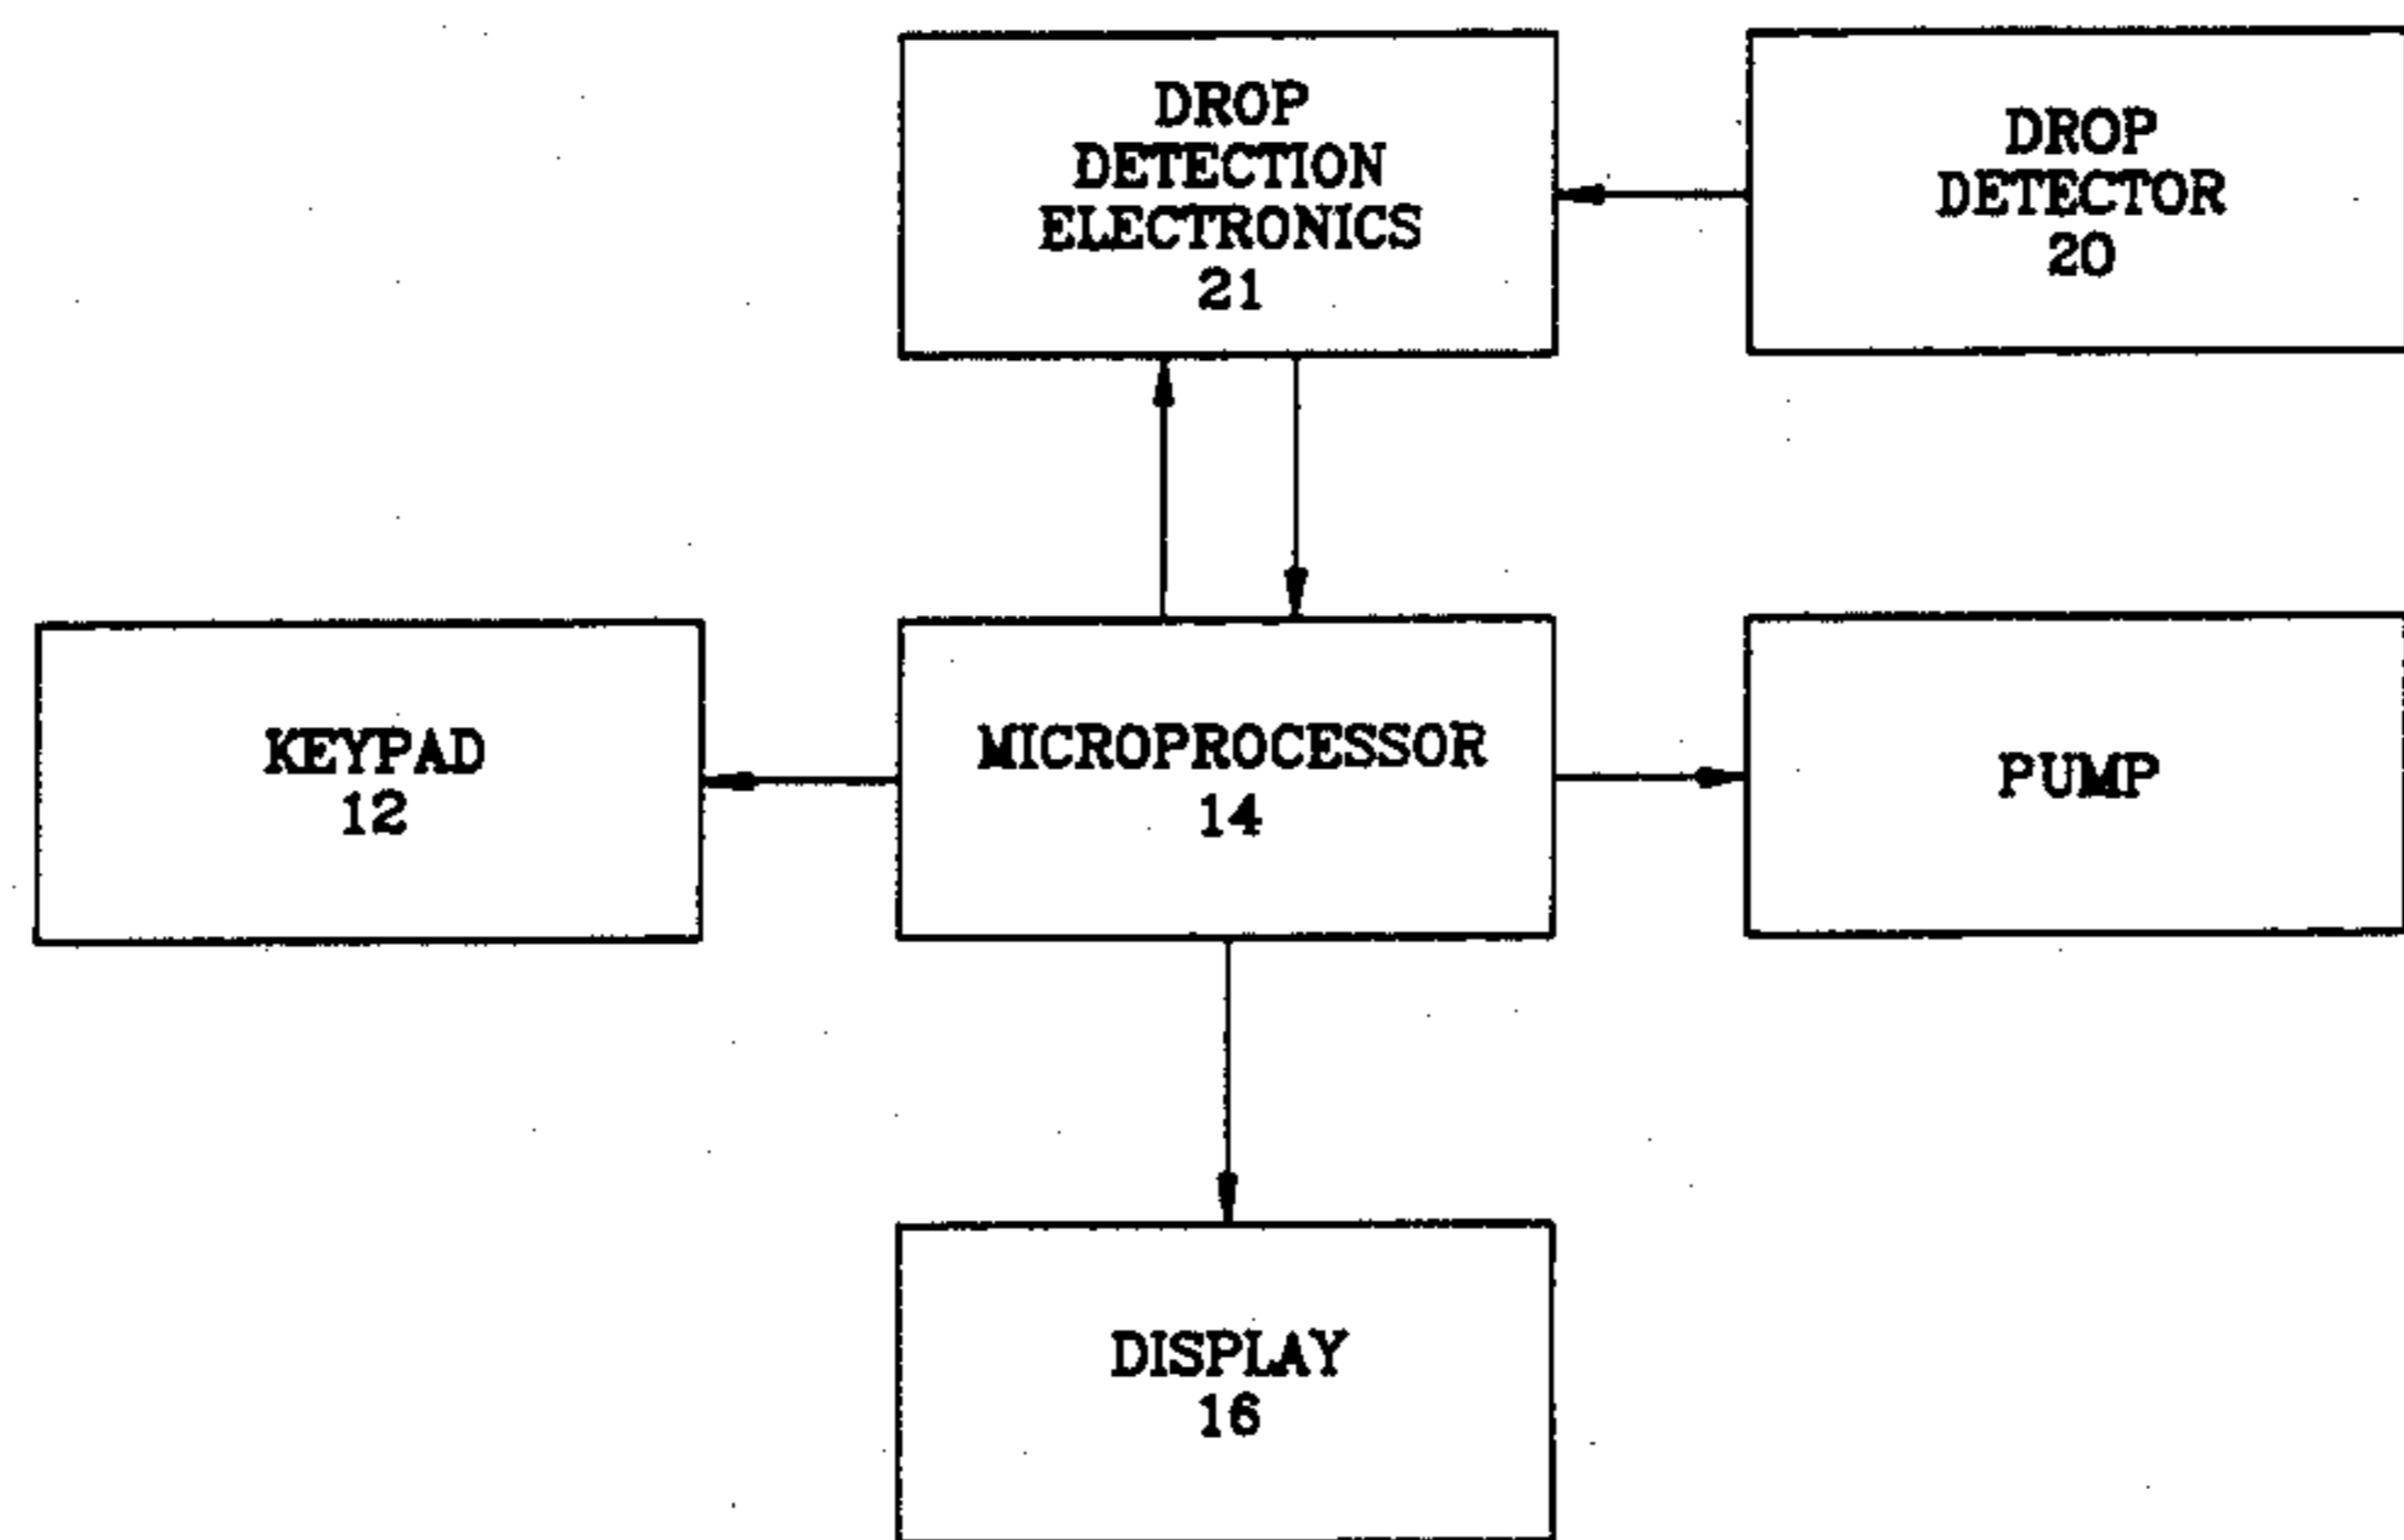 DROP
DETECTION
ELECTRONICS
21
DROP
DETECTOR
20
KEYPAD
12
MICROPROCESSOR
14
PUMP
DISPLAY
16